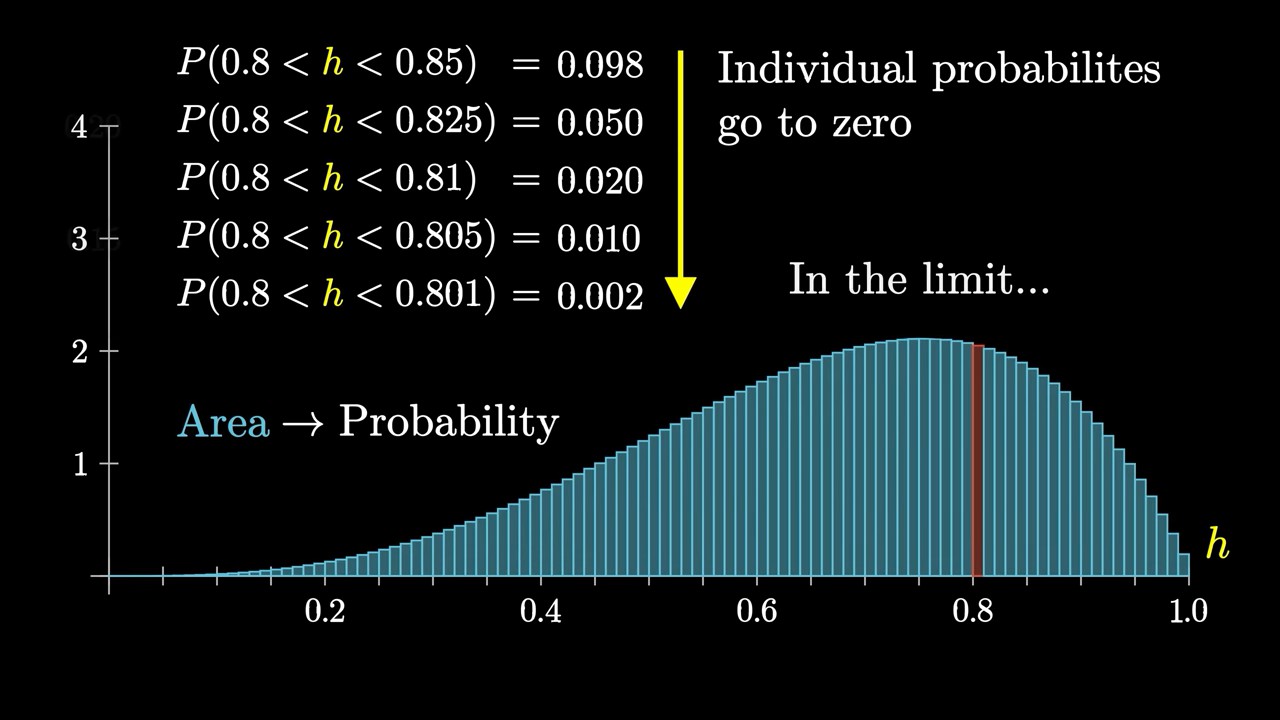 P(0.8 < h < 0.85) = 0.098
P(0.8 < h < 0.825) = 0.050
P(0.8 < h < 0.81) = 0.020
P(0.8 < h < 0.805) = 0.010
P(0.8 < h < 0.801) = 0.002
Individual probabilites
go to zero
In the limit...
Area → Probability
4
3
2
1
h
0.2 0.4 0.6 0.8 1.0